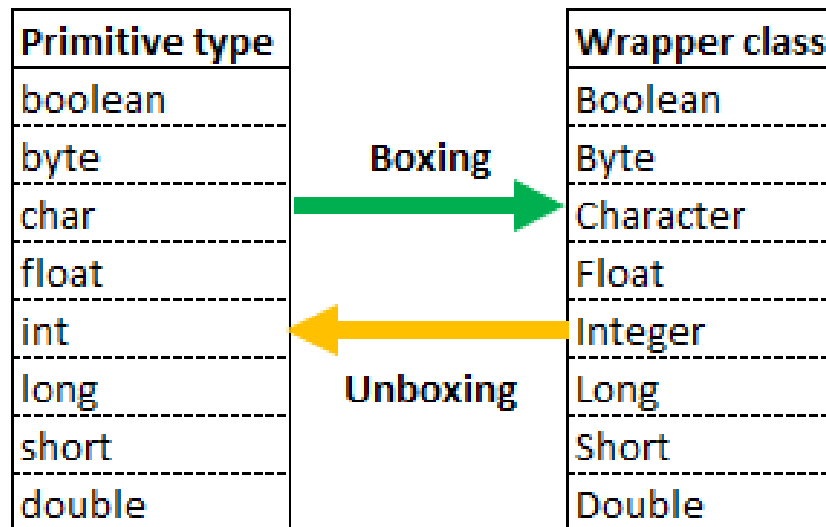 Primitive type
boolean
byte
char
float
int
long
short
double
Boxing
Unboxing
Wrapper class
Boolean
Byte
Character
Float
Integer
Long
Short
Double